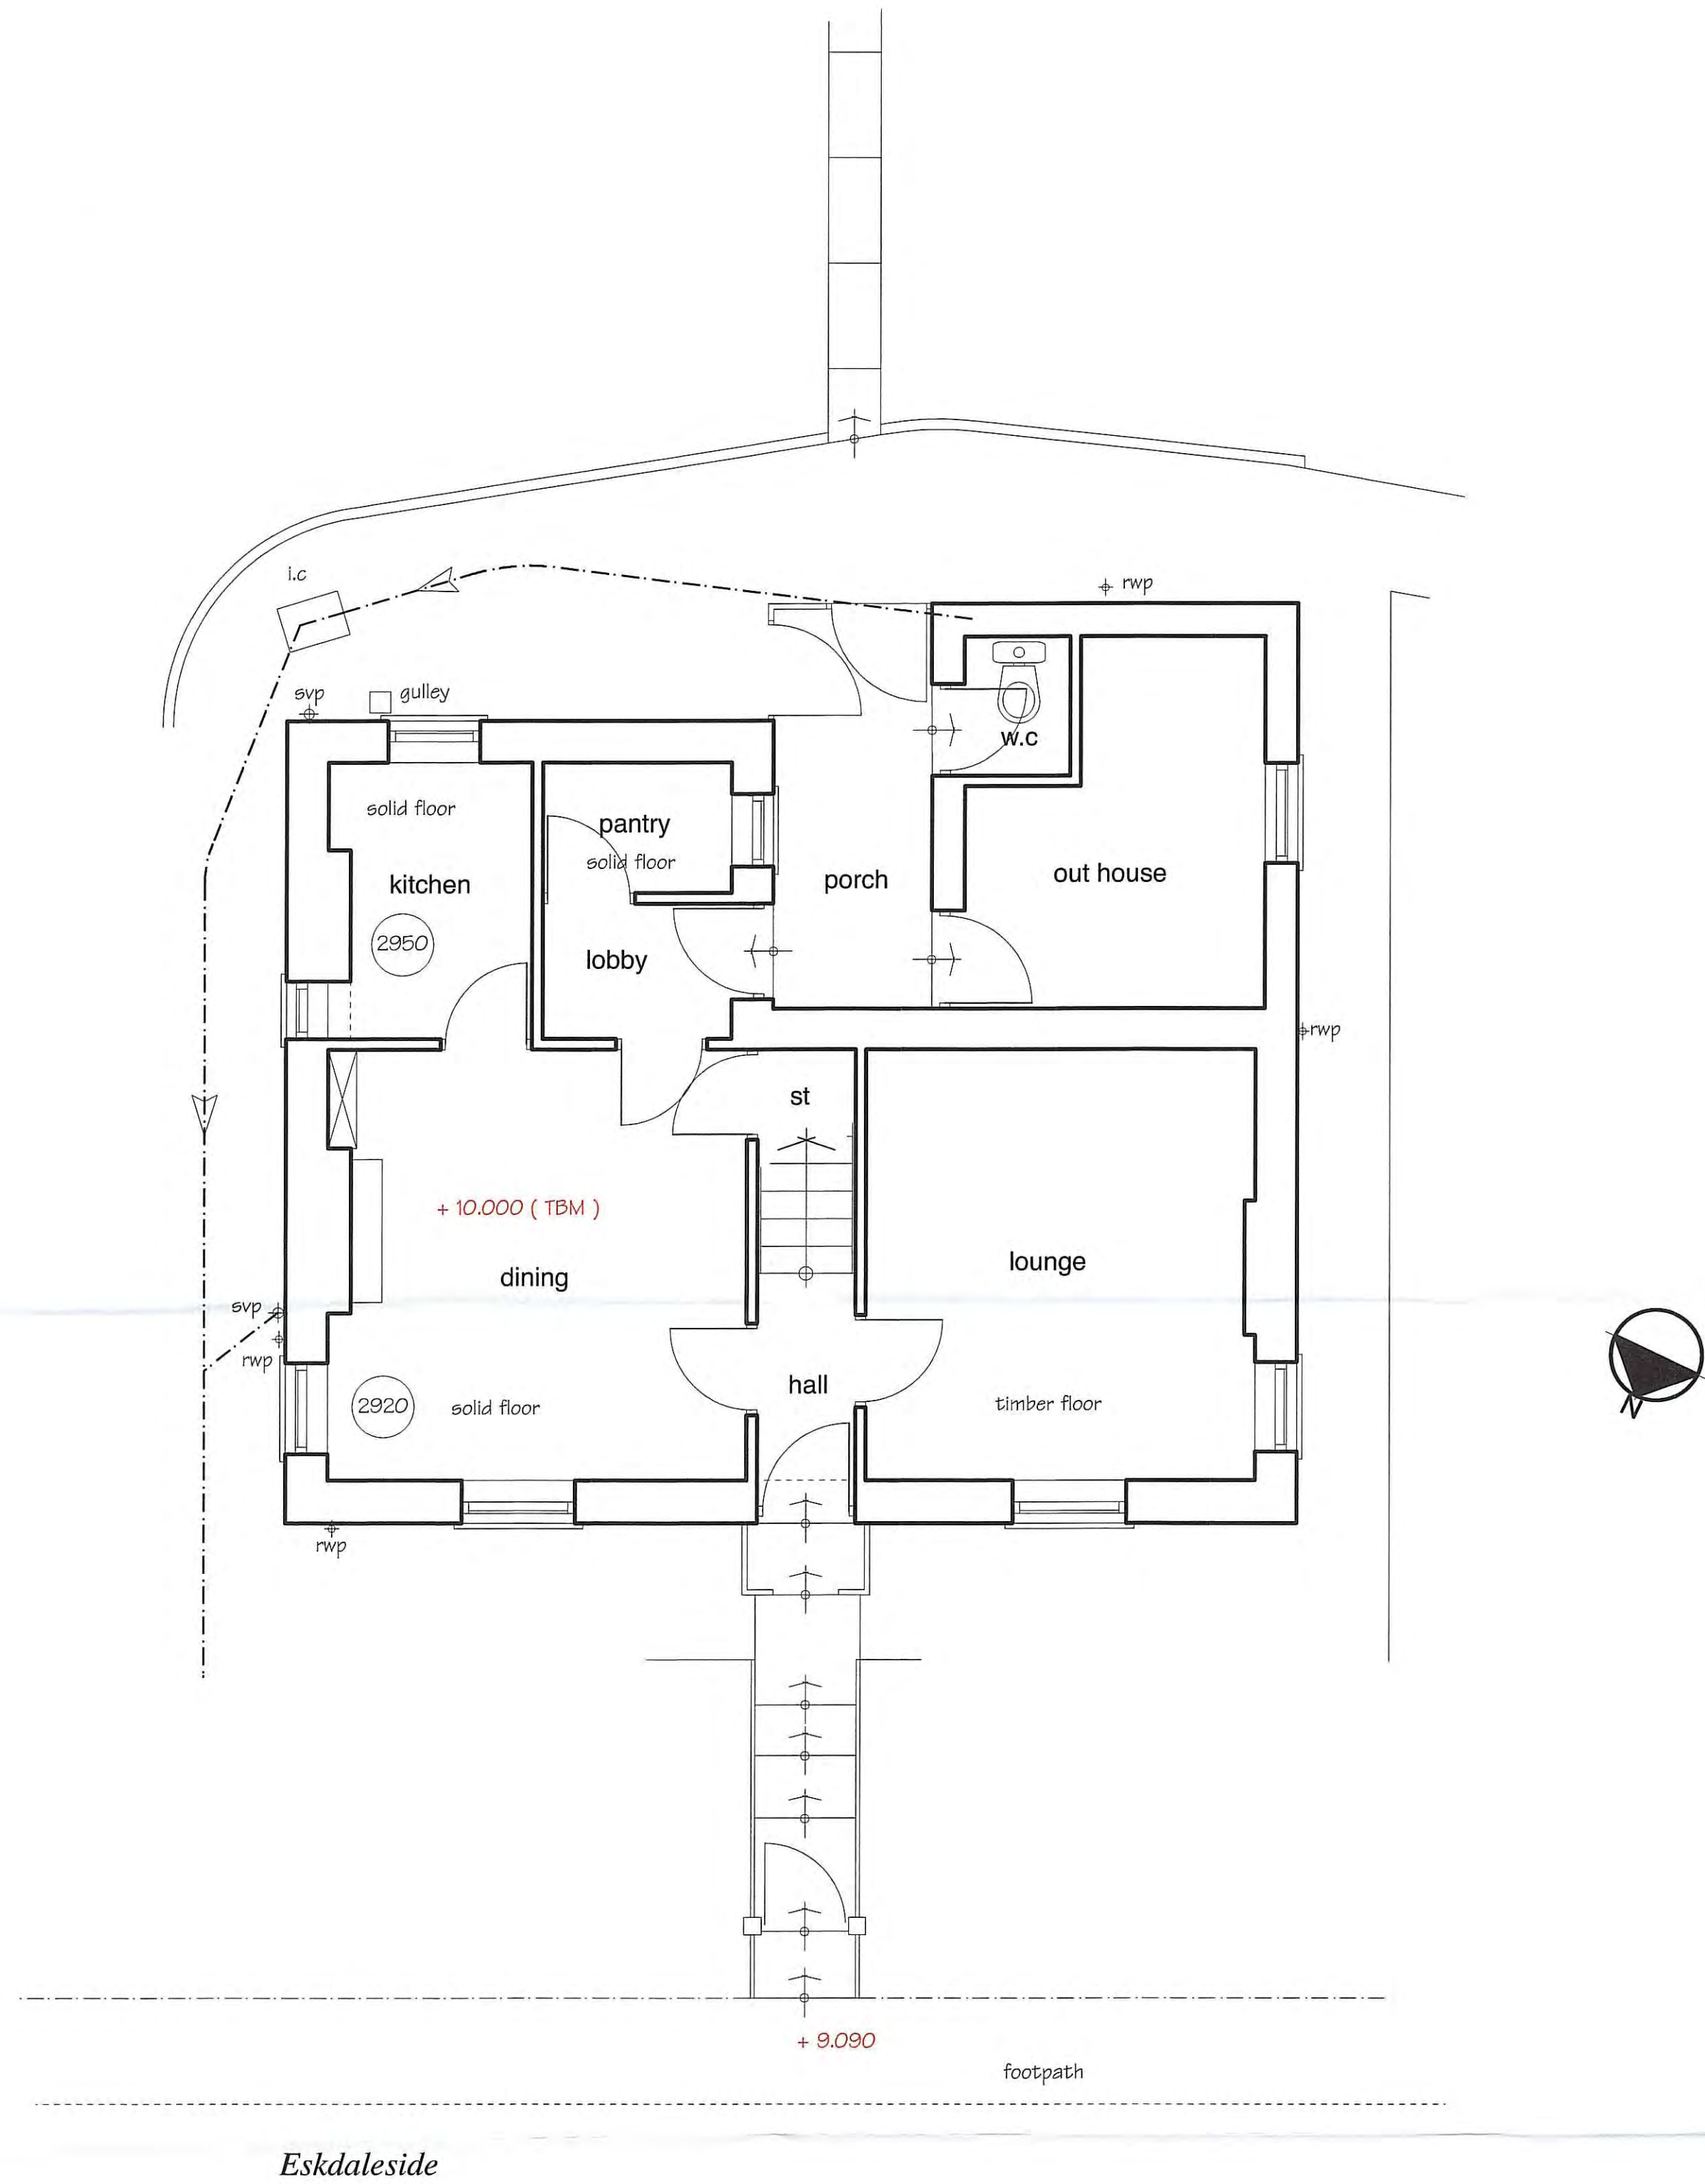 i.c
rwp
svp
gulley
w.c
solid floor
pantry
solid floor
kitchen
porch
out house
2950
lobby
rwp
st
+ 10.000 ( TBM )
lounge
dining
svp
rwp
hall
2920
solid floor
timber floor
N
rwp
+ 9.090
footpath
Eskdaleside